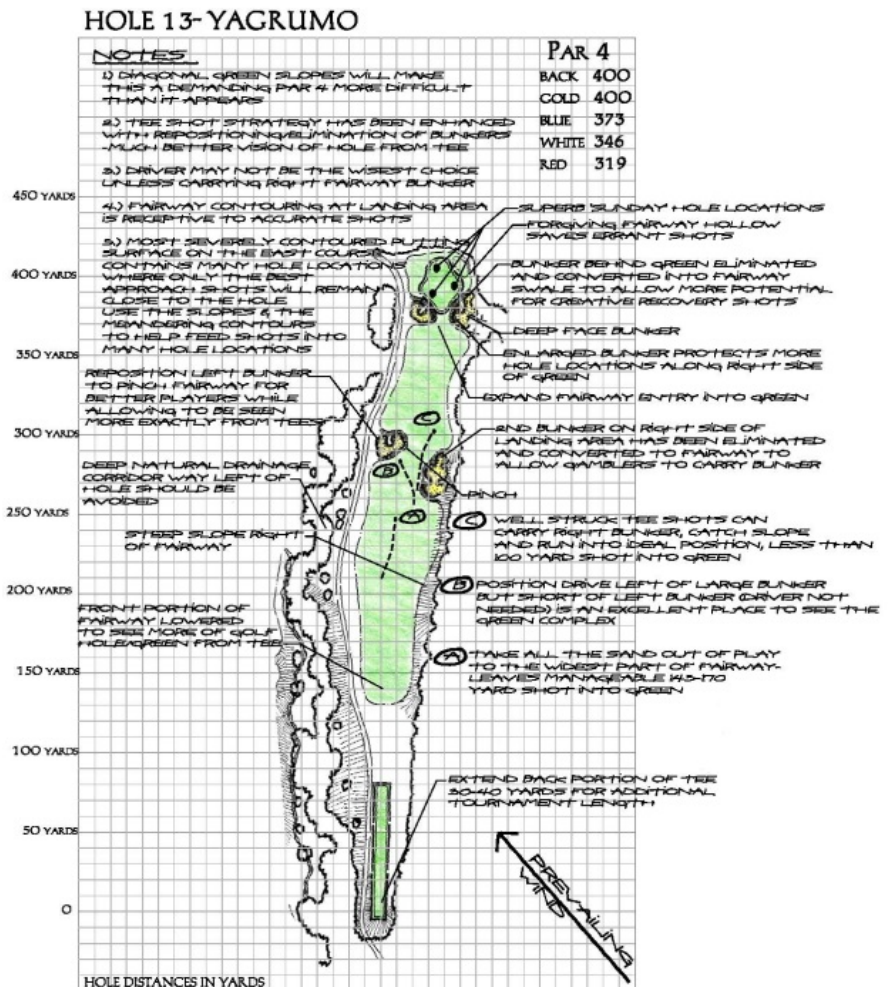 HOLE 13- YAGRUMO
NOTES
1.) DIAGONAL GREEN SLOPES WILL MAKE
THIS A DEMANDING PAR 4 MORE DIFFICULT
THAN IT APPEARS
2.) TEE SHOT STRATEGY HAS BEEN ENHANCED
WITH REPOSITIONING/ELIMINATION OF BUNKERS
-MUCH BETTER VISION OF HOLE FROM TEE
3.) DRIVER MAY NOT BE THE WISEST CHOICE
UNLESS CARRYING RIGHT FAIRWAY BUNKER
4.) FAIRWAY CONTOURING AT LANDING AREA
IS RECEPTIVE TO ACCURATE SHOTS
5.) MOST SEVERELY CONTOURED PUTTING
SURFACE ON THE EAST COURSE
CONTAINS MANY HOLE LOCATIONS
WHERE ONLY THE BEST
APPROACH SHOTS WILL REMAIN
CLOSE TO THE HOLE
USE THE SLOPES & THE
MEANDERING CONTOURS
TO HELP FEED SHOTS INTO
MANY HOLE LOCATIONS
PAR 4
BACK 400
GOLD 400
BLUE 373
WHITE 346
RED 319
450 YARDS
400 YARDS
350 YARDS
300 YARDS
250 YARDS
200 YARDS
150 YARDS
100 YARDS
50 YARDS
0
REPOSITION LEFT BUNKER
TO PINCH FAIRWAY FOR
BETTER PLAYERS WHILE
ALLOWING TO BE SEEN
MORE EXACTLY FROM TEES
DEEP NATURAL DRAINAGE
CORRIDOR WAY LEFT OF
HOLE SHOULD BE
AVOIDED
STEEP SLOPE RIGHT
OF FAIRWAY
FRONT PORTION OF
FAIRWAY LOWERED
TO SEE MORE OF GOLF
HOLE/GREEN FROM TEE
SUPERB 'SUNDAY' HOLE LOCATIONS
FORGIVING FAIRWAY HOLLOW
SAVES ERRANT SHOTS
BUNKER BEHIND GREEN ELIMINATED
AND CONVERTED INTO FAIRWAY
SWALE TO ALLOW MORE POTENTIAL
FOR CREATIVE RECOVERY SHOTS
DEEP FACE BUNKER
ENLARGED BUNKER PROTECTS MORE
HOLE LOCATIONS ALONG RIGHT SIDE
OF GREEN
EXPAND FAIRWAY ENTRY INTO GREEN
2ND BUNKER ON RIGHT SIDE OF
LANDING AREA HAS BEEN ELIMINATED
AND CONVERTED TO FAIRWAY TO
ALLOW GAMBLERS TO CARRY BUNKER
PINCH
C
B
A
C WELL STRUCK TEE SHOTS CAN
CARRY RIGHT BUNKER, CATCH SLOPE
AND RUN INTO IDEAL POSITION, LESS THAN
100 YARD SHOT INTO GREEN
B POSITION DRIVE LEFT OF LARGE BUNKER
BUT SHORT OF LEFT BUNKER (DRIVER NOT
NEEDED) IS AN EXCELLENT PLACE TO SEE THE
GREEN COMPLEX
A TAKE ALL THE SAND OUT OF PLAY
TO THE WIDEST PART OF FAIRWAY-
LEAVES MANAGEABLE 145-170
YARD SHOT INTO GREEN
EXTEND BACK PORTION OF TEE
30-40 YARDS FOR ADDITIONAL
TOURNAMENT LENGTH
PREVAILING
WIND
HOLE DISTANCES IN YARDS